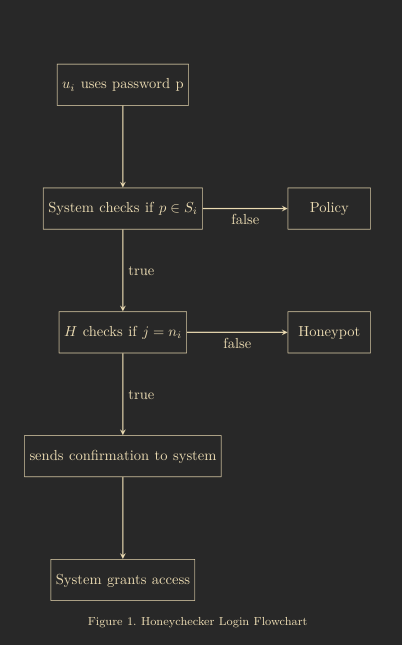 u_i uses password p
System checks if p ∈ S_i
false
Policy
true
H checks if j = n_i
false
Honeypot
true
sends confirmation to system
System grants access
Figure 1. Honeychecker Login Flowchart